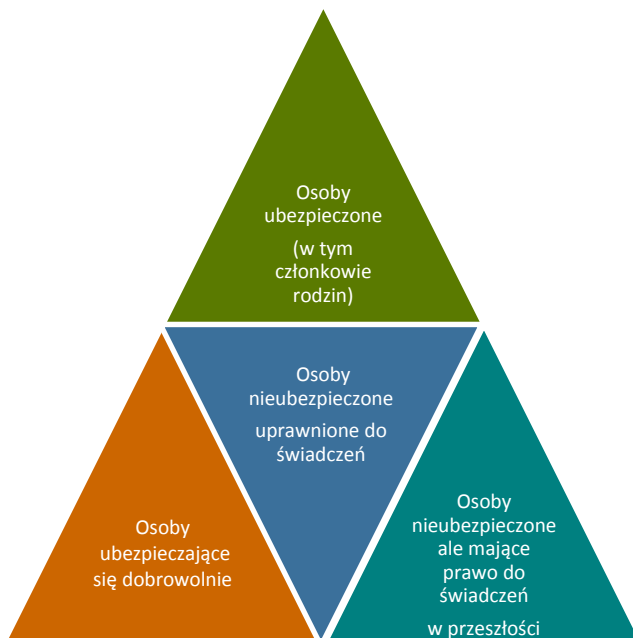 Osoby
ubezpieczone
(w tym
członkowie
rodzin)
Osoby
nieubezpieczone
uprawnione do
świadczeń
Osoby
ubezpieczające
się dobrowolnie
Osoby
nieubezpieczone
ale mające
prawo do
świadczeń
w przeszłości